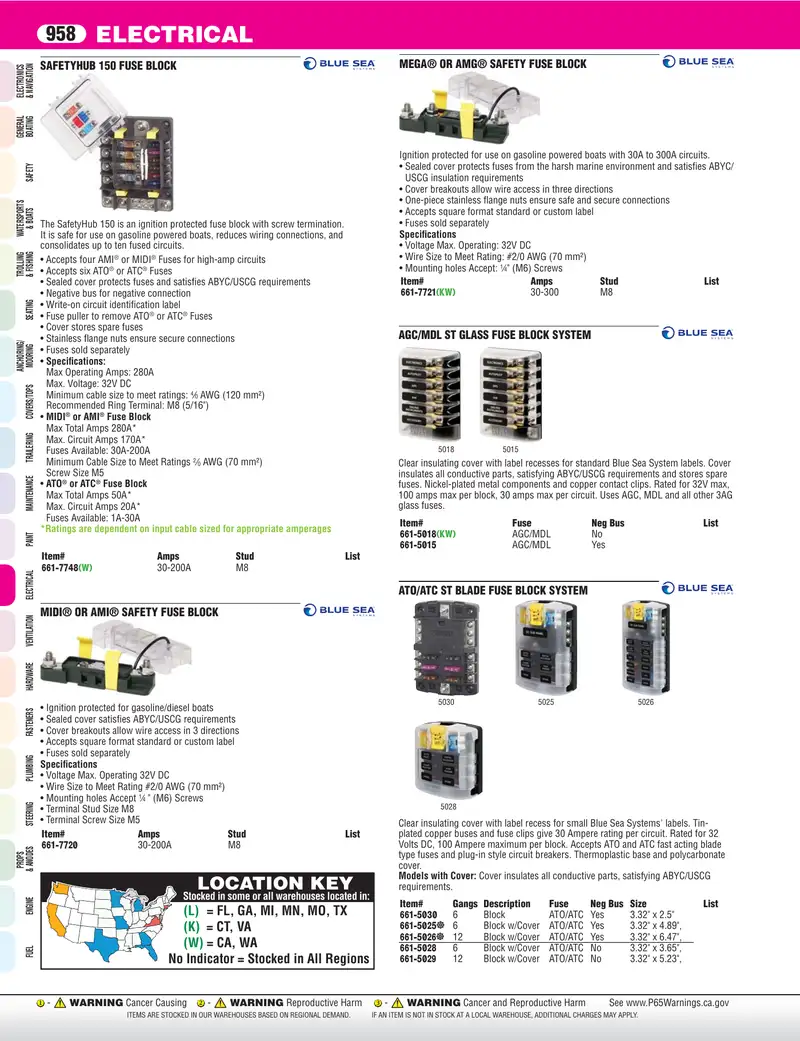 958 ELECTRICAL
ELECTRONICS
& NAVIGATION
GENERAL
BOATING
SAFETY
WATERSPORTS
& BOATS
TROLLING
& FISHING
SEATING
ANCHORING/
MOORING
COVERS/TOPS
TRAILERING
MAINTENANCE
PAINT
ELECTRICAL
VENTILATION
HARDWARE
FASTENERS
PLUMBING
STEERING
PROPS
& ANODES
ENGINE
FUEL
SAFETYHUB 150 FUSE BLOCK
BLUE SEA
SYSTEMS
The SafetyHub 150 is an ignition protected fuse block with screw termination.
It is safe for use on gasoline powered boats, reduces wiring connections, and
consolidates up to ten fused circuits.
• Accepts four AMI® or MIDI® Fuses for high-amp circuits
• Accepts six ATO® or ATC® Fuses
• Sealed cover protects fuses and satisfies ABYC/USCG requirements
• Negative bus for negative connection
• Write-on circuit identification label
• Fuse puller to remove ATO® or ATC® Fuses
• Cover stores spare fuses
• Stainless flange nuts ensure secure connections
• Fuses sold separately
• Specifications:
Max Operating Amps: 280A
Max. Voltage: 32V DC
Minimum cable size to meet ratings: 4/0 AWG (120 mm²)
Recommended Ring Terminal: M8 (5/16")
• MIDI® or AMI® Fuse Block
Max Total Amps 280A*
Max. Circuit Amps 170A*
Fuses Available: 30A-200A
Minimum Cable Size to Meet Ratings 2/0 AWG (70 mm²)
Screw Size M5
• ATO® or ATC® Fuse Block
Max Total Amps 50A*
Max. Circuit Amps 20A*
Fuses Available: 1A-30A
*Ratings are dependent on input cable sized for appropriate amperages
Item# Amps Stud List
661-7748(W) 30-200A M8
MIDI® OR AMI® SAFETY FUSE BLOCK
BLUE SEA
SYSTEMS
• Ignition protected for gasoline/diesel boats
• Sealed cover satisfies ABYC/USCG requirements
• Cover breakouts allow wire access in 3 directions
• Accepts square format standard or custom label
• Fuses sold separately
Specifications
• Voltage Max. Operating 32V DC
• Wire Size to Meet Rating #2/0 AWG (70 mm²)
• Mounting holes Accept ¼ " (M6) Screws
• Terminal Stud Size M8
• Terminal Screw Size M5
Item# Amps Stud List
661-7720 30-200A M8
LOCATION KEY
Stocked in some or all warehouses located in:
(L) = FL, GA, MI, MN, MO, TX
(K) = CT, VA
(W) = CA, WA
No Indicator = Stocked in All Regions
MEGA® OR AMG® SAFETY FUSE BLOCK
BLUE SEA
SYSTEMS
Ignition protected for use on gasoline powered boats with 30A to 300A circuits.
• Sealed cover protects fuses from the harsh marine environment and satisfies ABYC/
USCG insulation requirements
• Cover breakouts allow wire access in three directions
• One-piece stainless flange nuts ensure safe and secure connections
• Accepts square format standard or custom label
• Fuses sold separately
Specifications
• Voltage Max. Operating: 32V DC
• Wire Size to Meet Rating: #2/0 AWG (70 mm²)
• Mounting holes Accept: ¼" (M6) Screws
Item# Amps Stud List
661-7721(KW) 30-300 M8
AGC/MDL ST GLASS FUSE BLOCK SYSTEM
BLUE SEA
SYSTEMS
5018 5015
Clear insulating cover with label recesses for standard Blue Sea System labels. Cover
insulates all conductive parts, satisfying ABYC/USCG requirements and stores spare
fuses. Nickel-plated metal components and copper contact clips. Rated for 32V max,
100 amps max per block, 30 amps max per circuit. Uses AGC, MDL and all other 3AG
glass fuses.
Item# Fuse Neg Bus List
661-5018(KW) AGC/MDL No
661-5015 AGC/MDL Yes
ATO/ATC ST BLADE FUSE BLOCK SYSTEM
BLUE SEA
SYSTEMS
5030 5025 5026
5028
Clear insulating cover with label recess for small Blue Sea Systems' labels. Tin-
plated copper buses and fuse clips give 30 Ampere rating per circuit. Rated for 32
Volts DC, 100 Ampere maximum per block. Accepts ATO and ATC fast acting blade
type fuses and plug-in style circuit breakers. Thermoplastic base and polycarbonate
cover.
Models with Cover: Cover insulates all conductive parts, satisfying ABYC/USCG
requirements.
Item# Gangs Description Fuse Neg Bus Size List
661-5030 6 Block ATO/ATC Yes 3.32" x 2.5"
661-5025 6 Block w/Cover ATO/ATC Yes 3.32" x 4.89",
661-5026 12 Block w/Cover ATO/ATC Yes 3.32" x 6.47",
661-5028 6 Block w/Cover ATO/ATC No 3.32" x 3.65",
661-5029 12 Block w/Cover ATO/ATC No 3.32" x 5.23",
1 - WARNING Cancer Causing 2 - WARNING Reproductive Harm 3 - WARNING Cancer and Reproductive Harm See www.P65Warnings.ca.gov
ITEMS ARE STOCKED IN OUR WAREHOUSES BASED ON REGIONAL DEMAND. IF AN ITEM IS NOT IN STOCK AT A LOCAL WAREHOUSE, ADDITIONAL CHARGES MAY APPLY.